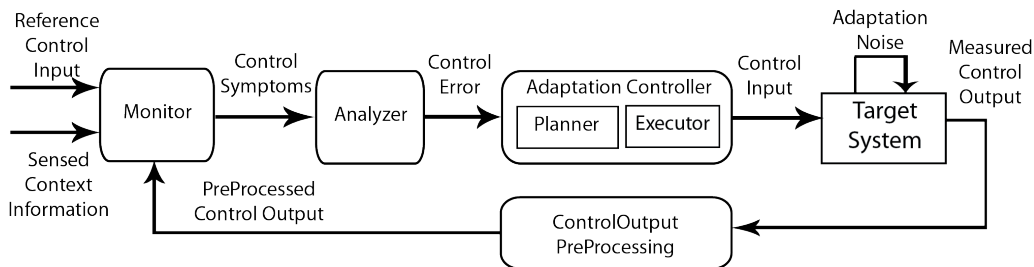 Reference
Control
Input
Monitor
Sensed
Context
Information
Control
Symptoms
Analyzer
Control
Error
Adaptation Controller
Planner
Executor
Control
Input
Adaptation
Noise
Target
System
Measured
Control
Output
ControlOutput
PreProcessing
PreProcessed
Control Output